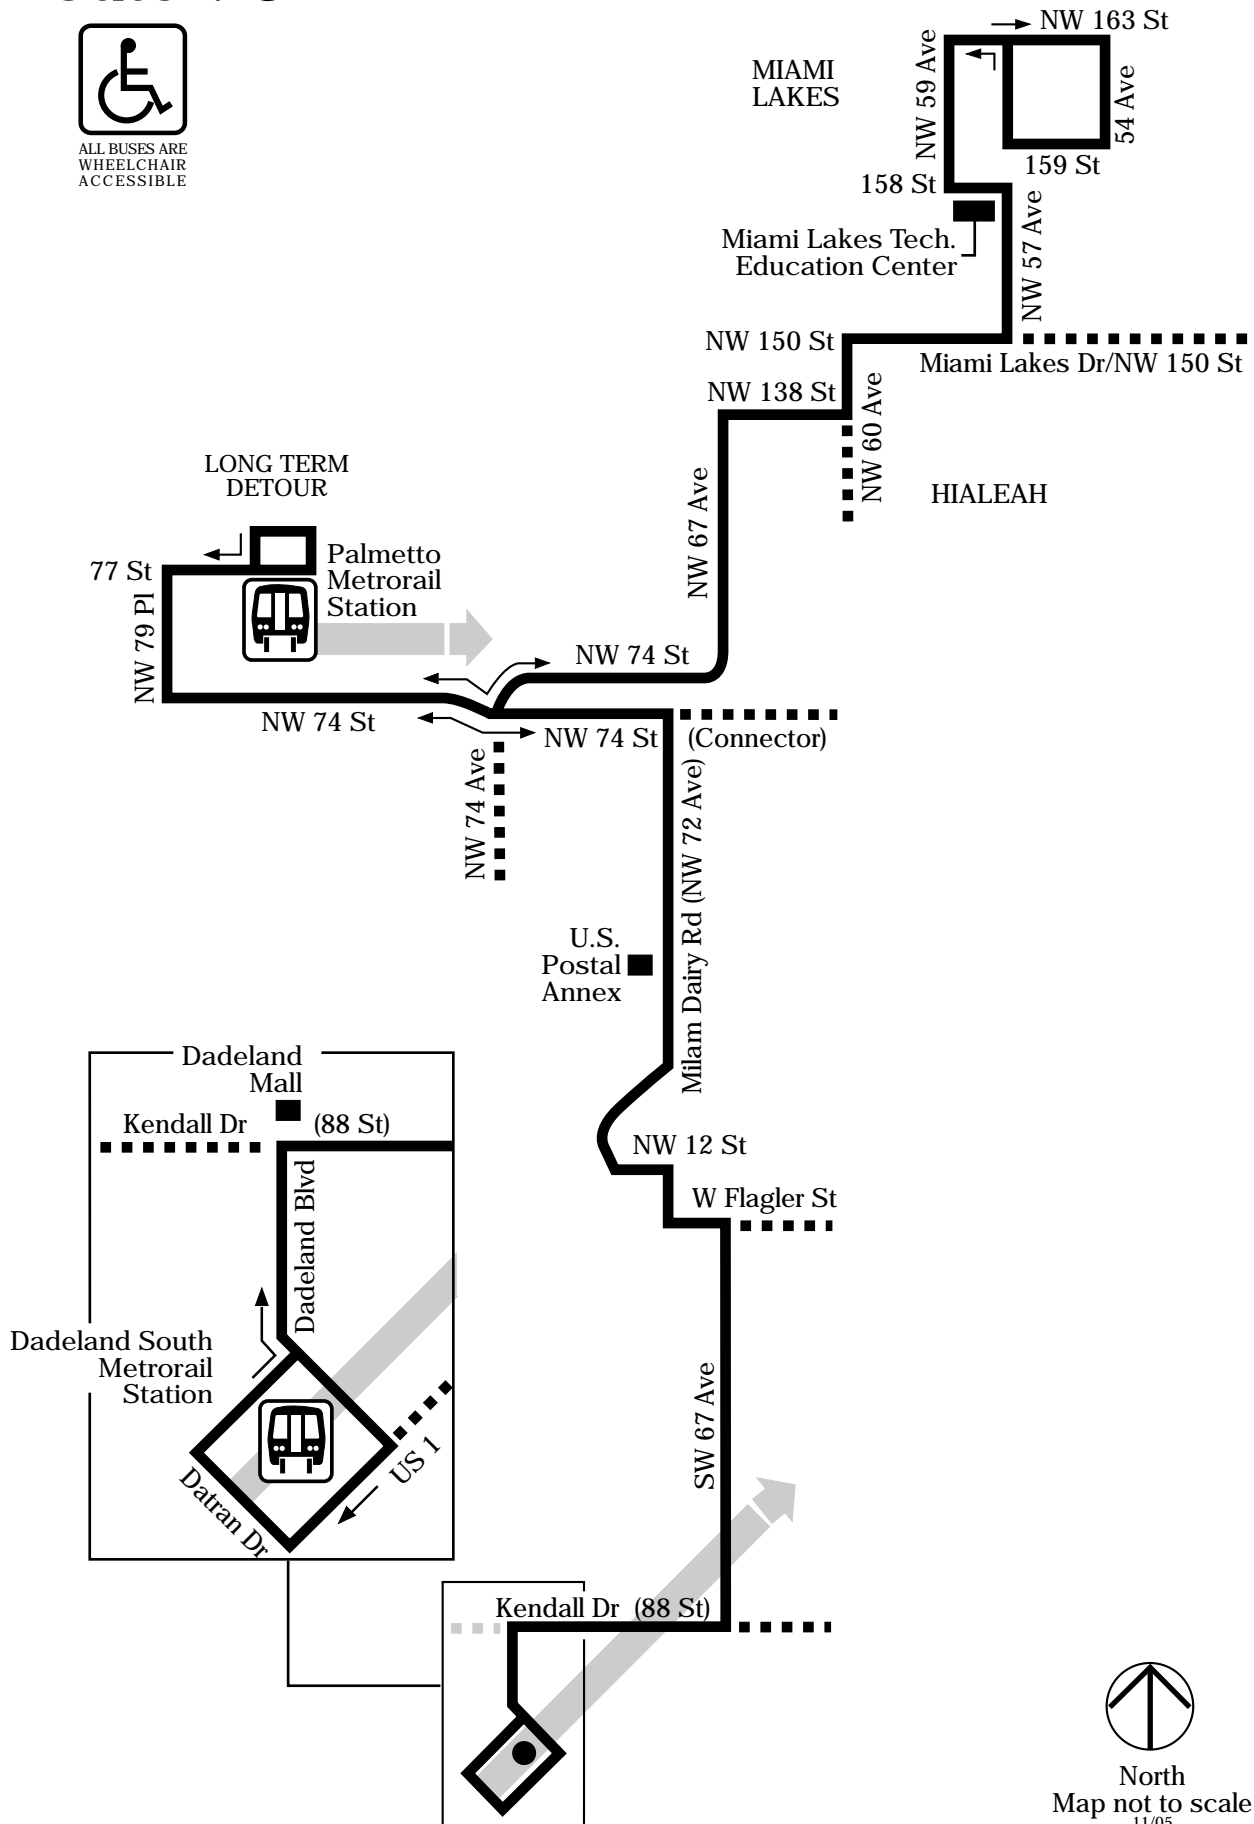 NW 163 St
NW 59 Ave
MIAMI
LAKES
54 Ave
ALL BUSES ARE
WHEELCHAIR
ACCESSIBLE
159 St
158 St
NW 57 Ave
Miami Lakes Tech.
Education Center
NW 150 St
Miami Lakes Dr/NW 150 St
NW 138 St
NW 60 Ave
LONG TERM
DETOUR
HIALEAH
NW 67 Ave
77 St
Palmetto
Metrorail
Station
NW 79 Pl
NW 74 St
NW 74 St
NW 74 St
(Connector)
NW 74 Ave
Milam Dairy Rd (NW 72 Ave)
U.S.
Postal
Annex
Dadeland
Mall
Kendall Dr (88 St)
NW 12 St
Dadeland Blvd
W Flagler St
Dadeland South
Metrorail
Station
SW 67 Ave
US 1
Datran Dr
Kendall Dr (88 St)
North
Map not to scale
11/05